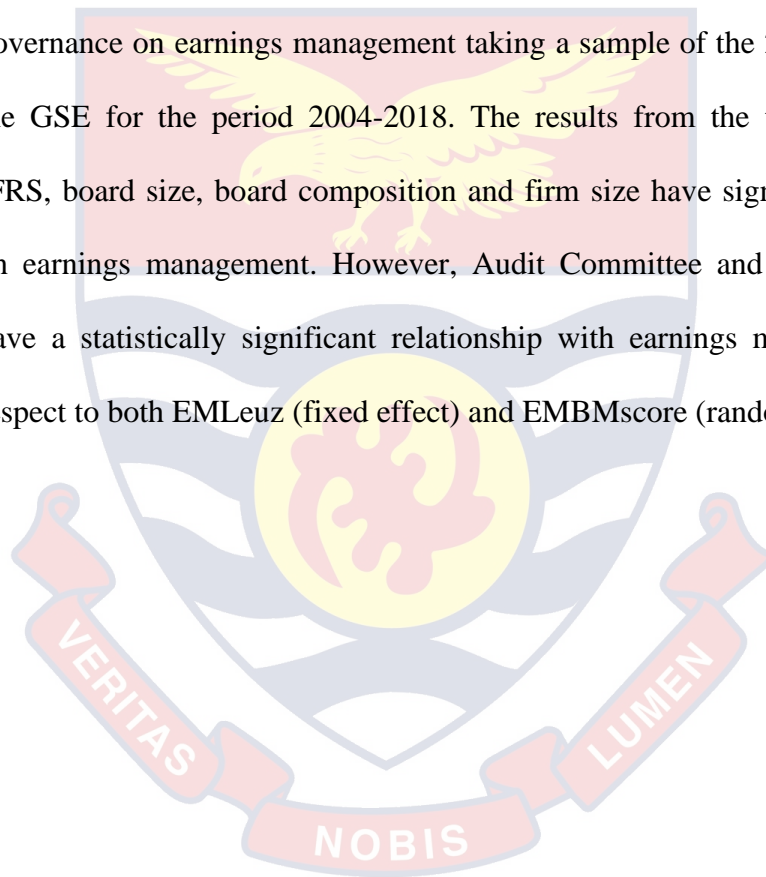 overnance on earnings management taking a sample of the
e GSE for the period 2004-2018. The results from the
FRS, board size, board composition and firm size have sign
n earnings management. However, Audit Committee and
ave a statistically significant relationship with earnings
spect to both EMLeuz (fixed effect) and EMBMscore (rando
VERITAS
NOBIS
LUMEN